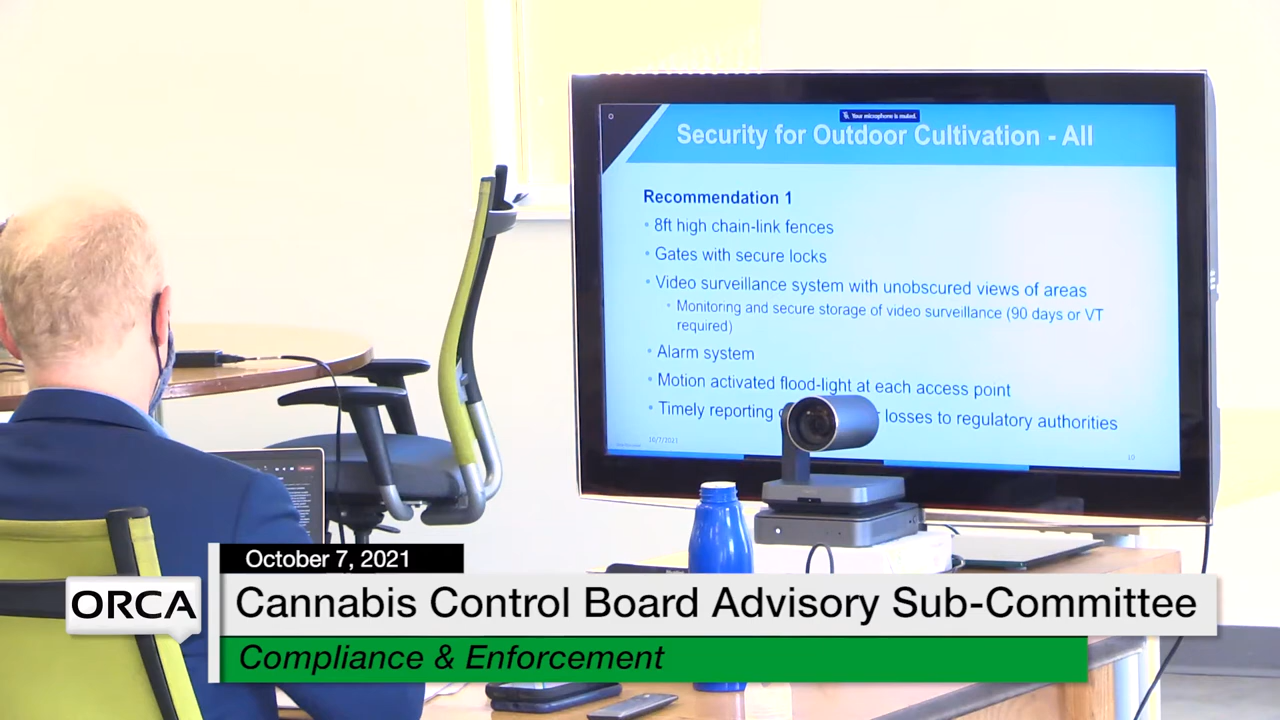 Your microphone is muted.
Security for Outdoor Cultivation - All
Recommendation 1
8ft high chain-link fences
Gates with secure locks
Video surveillance system with unobscured views of areas
Monitoring and secure storage of video surveillance (90 days or VT
required)
Alarm system
Motion activated flood-light at each access point
Timely reporting losses to regulatory authorities
10/7/2021
10
October 7, 2021
ORCA
Cannabis Control Board Advisory Sub-Committee
Compliance & Enforcement